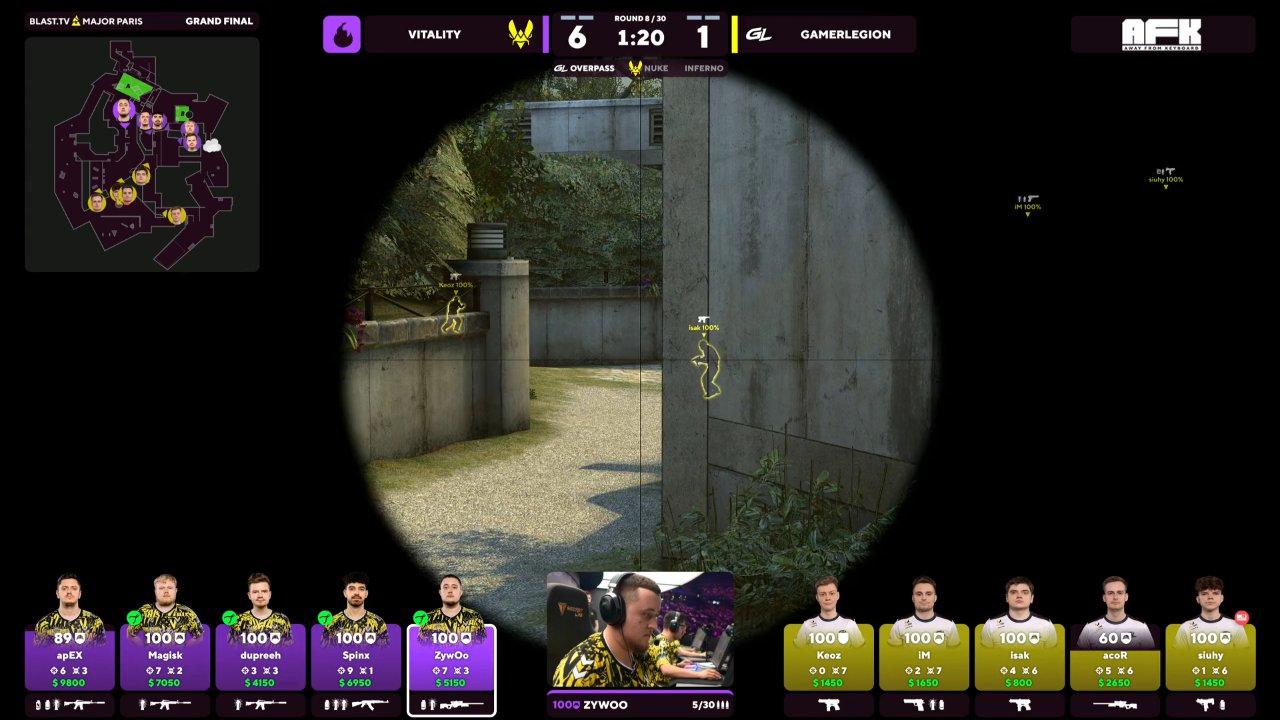 BLAST.TV MAJOR PARIS GRAND FINAL
VITALITY 6 ROUND 8 / 30 1:20 1 GL GAMERLEGION
AFK
AWAY FROM KEYBOARD
GL OVERPASS NUKE INFERNO
A
siuhy 100%
iM 100%
Keoz 100%
isak 100%
89 100 100 100 100 100 100 100 60 100
apEX Magisk dupreeh Spinx ZywOo Keoz iM isak acoR siuhy
6 3 7 2 3 3 9 1 7 3 0 7 2 7 4 6 5 6 1 6
$9800 $7050 $4150 $6950 $5150 $1450 $1650 $800 $2650 $1450
100 ZYWOO 5/30